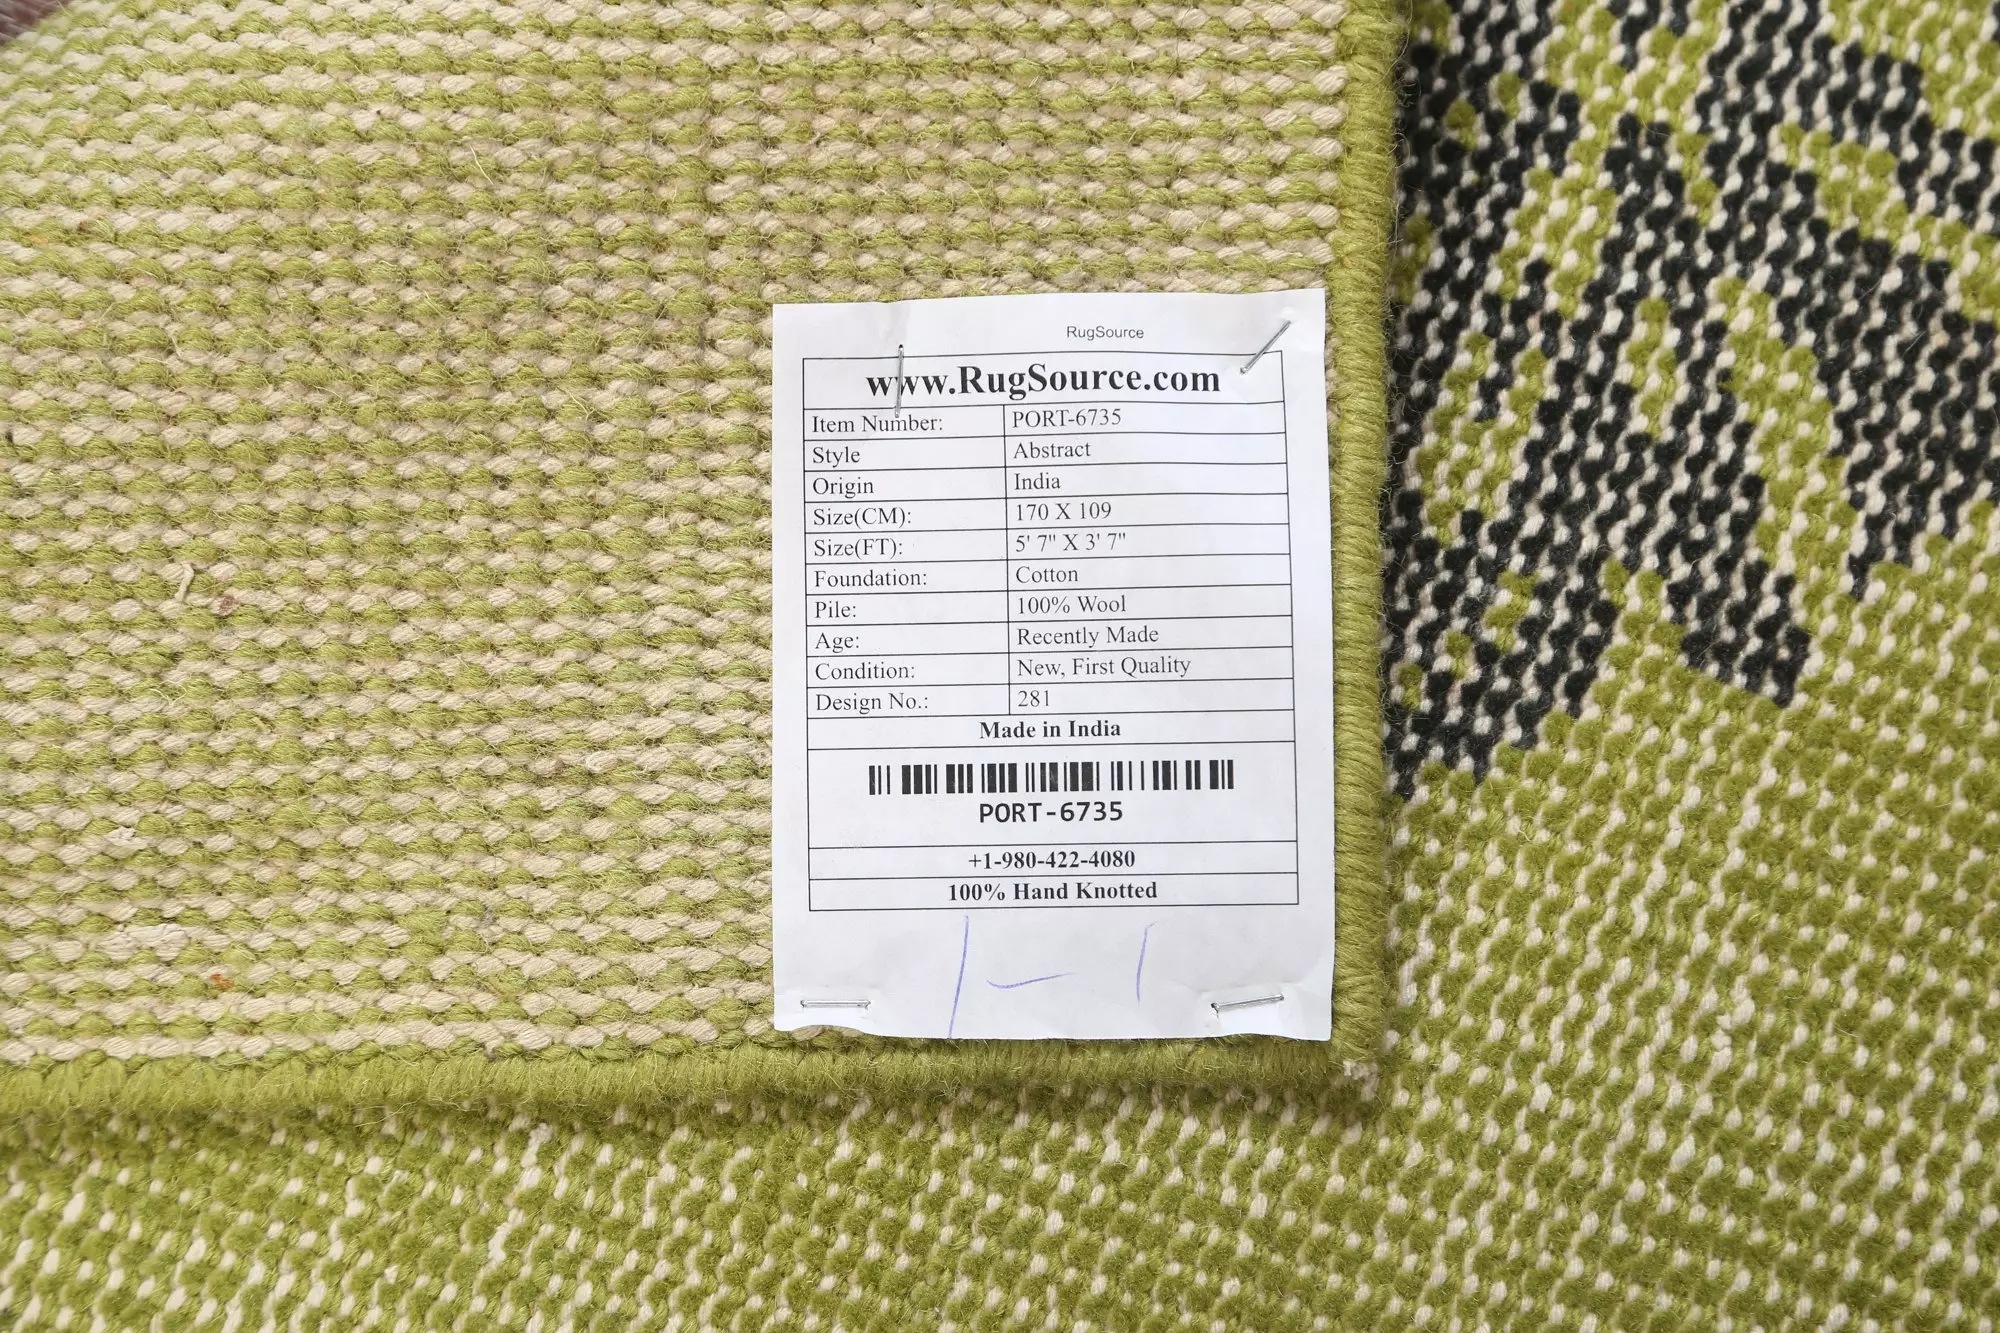 RugSource
www.RugSource.com
Item Number: PORT-6735
Style Abstract
Origin India
Size(CM): 170 X 109
Size(FT): 5' 7" X 3' 7"
Foundation: Cotton
Pile: 100% Wool
Age: Recently Made
Condition: New, First Quality
Design No.: 281
Made in India
PORT-6735
+1-980-422-4080
100% Hand Knotted
1-1